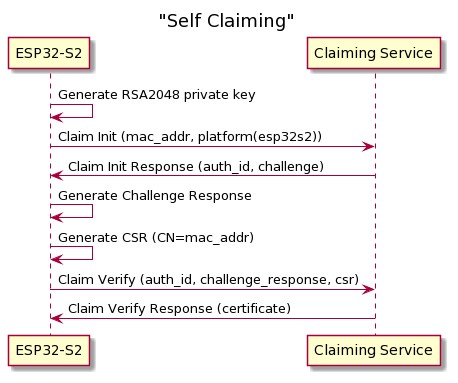 "Self Claiming"
ESP32-S2
Claiming Service
Generate RSA2048 private key
Claim Init (mac_addr, platform(esp32s2))
Claim Init Response (auth_id, challenge)
Generate Challenge Response
Generate CSR (CN=mac_addr)
Claim Verify (auth_id, challenge_response, csr)
Claim Verify Response (certificate)
ESP32-S2
Claiming Service